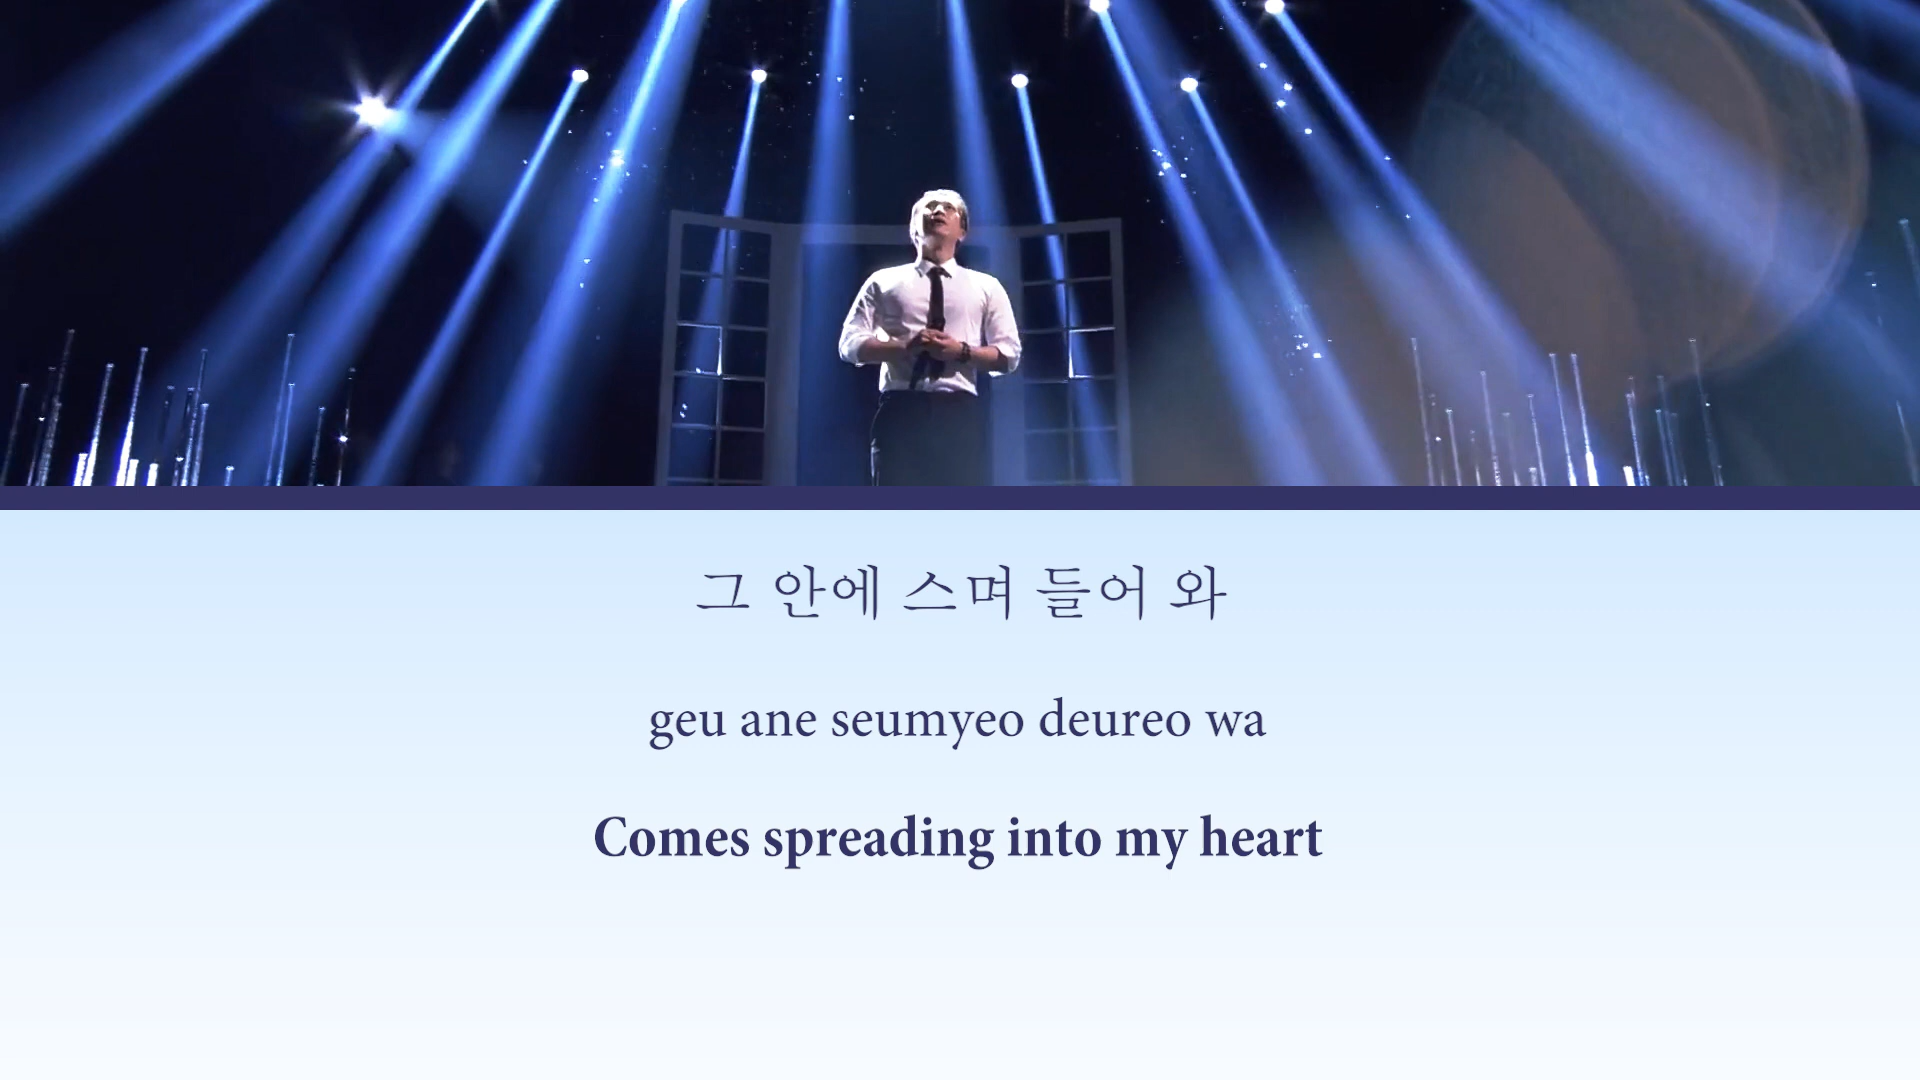 그 안에 스며 들어 와
geu ane seumyeo deureo wa
Comes spreading into my heart